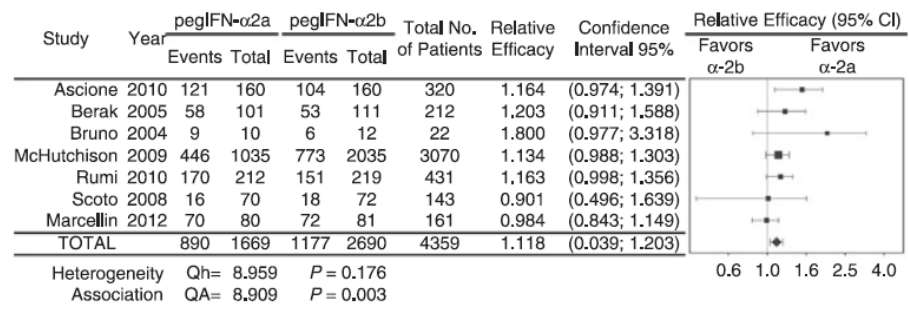 pegIFN-α2a pegIFN-α2b Total No. Relative Confidence Relative Efficacy (95% CI)
Study Year of Patients Efficacy Interval 95% Favors Favors
Events Total Events Total α-2b α-2a
Ascione 2010 121 160 104 160 320 1.164 (0.974; 1.391)
Berak 2005 58 101 53 111 212 1,203 (0.911; 1.588)
Bruno 2004 9 10 6 12 22 1.800 (0.977; 3.318)
McHutchison 2009 446 1035 773 2035 3070 1.134 (0.988; 1.303)
Rumi 2010 170 212 151 219 431 1,163 (0.998; 1.356)
Scoto 2008 16 70 18 72 143 0.901 (0.496; 1.639)
Marcellin 2012 70 80 72 81 161 0.984 (0.843; 1.149)
TOTAL 890 1669 1177 2690 4359 1.118 (0.039; 1.203)
Heterogeneity Qh= 8.959 P = 0.176 0.6 1.0 1.6 2.5 4.0
Association QA= 8.909 P = 0.003